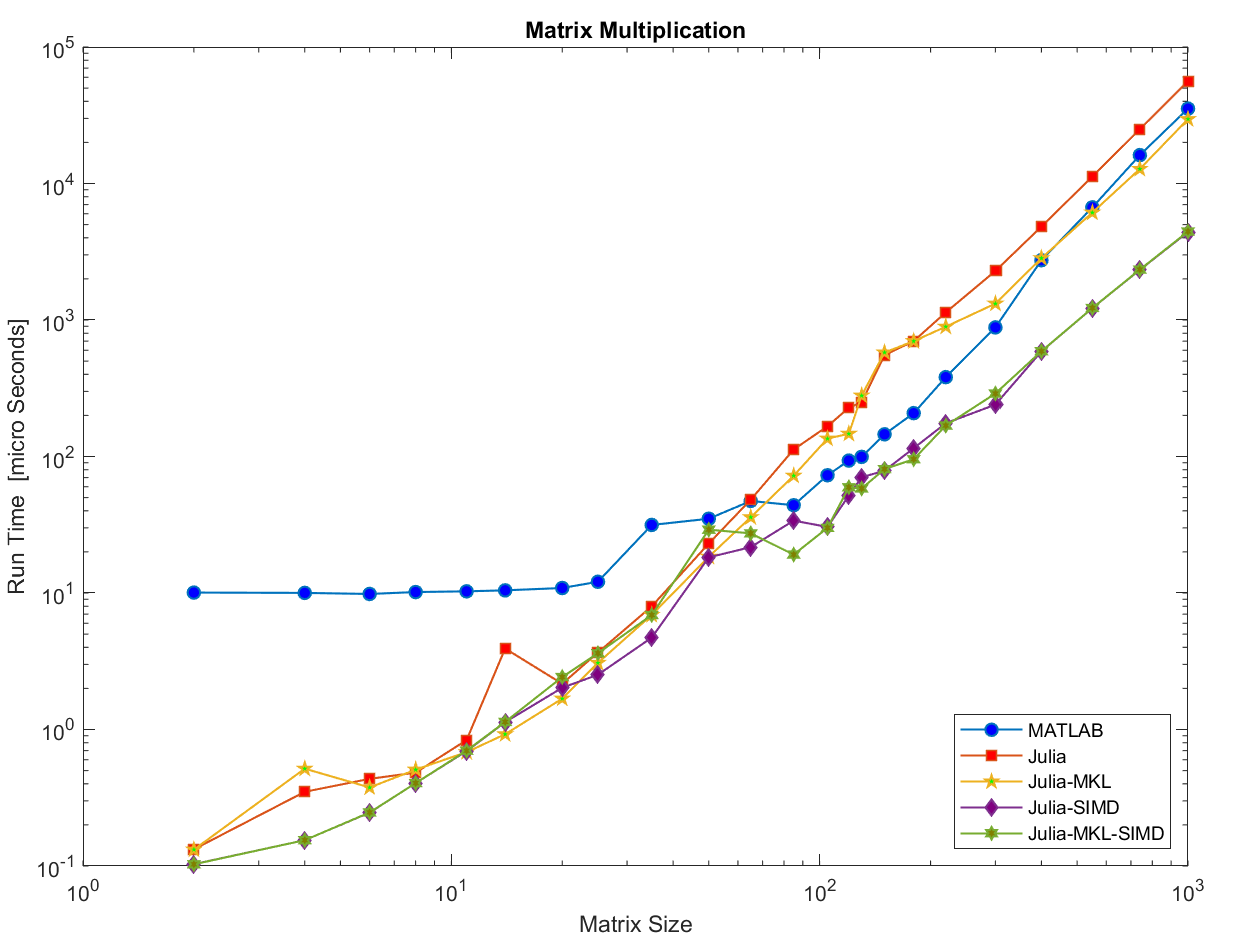 Matrix Multiplication
10^5
10^4
10^3
10^2
10^1
10^0
10^-1
Run Time [micro Seconds]
10^0 10^1 10^2 10^3
Matrix Size
MATLAB
Julia
Julia-MKL
Julia-SIMD
Julia-MKL-SIMD